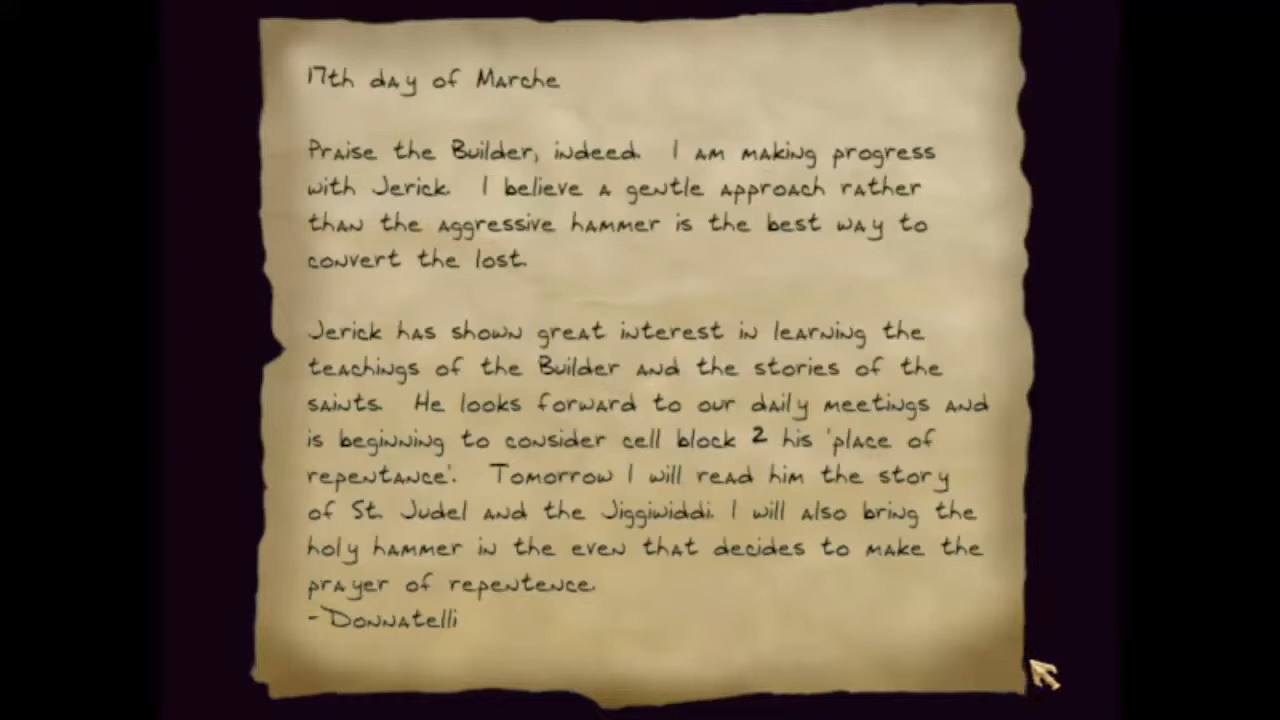 17th day of Marche
Praise the Builder, indeed. I am making progress
with Jerick. I believe a gentle approach rather
than the aggressive hammer is the best way to
convert the lost.
Jerick has shown great interest in learning the
teachings of the Builder and the stories of the
saints. He looks forward to our daily meetings and
is beginning to consider cell block 2 his 'place of
repentance'. Tomorrow I will read him the story
of St. Judel and the Jiggiwiddi. I will also bring the
holy hammer in the even that decides to make the
prayer of repentence.
- Donnatelli